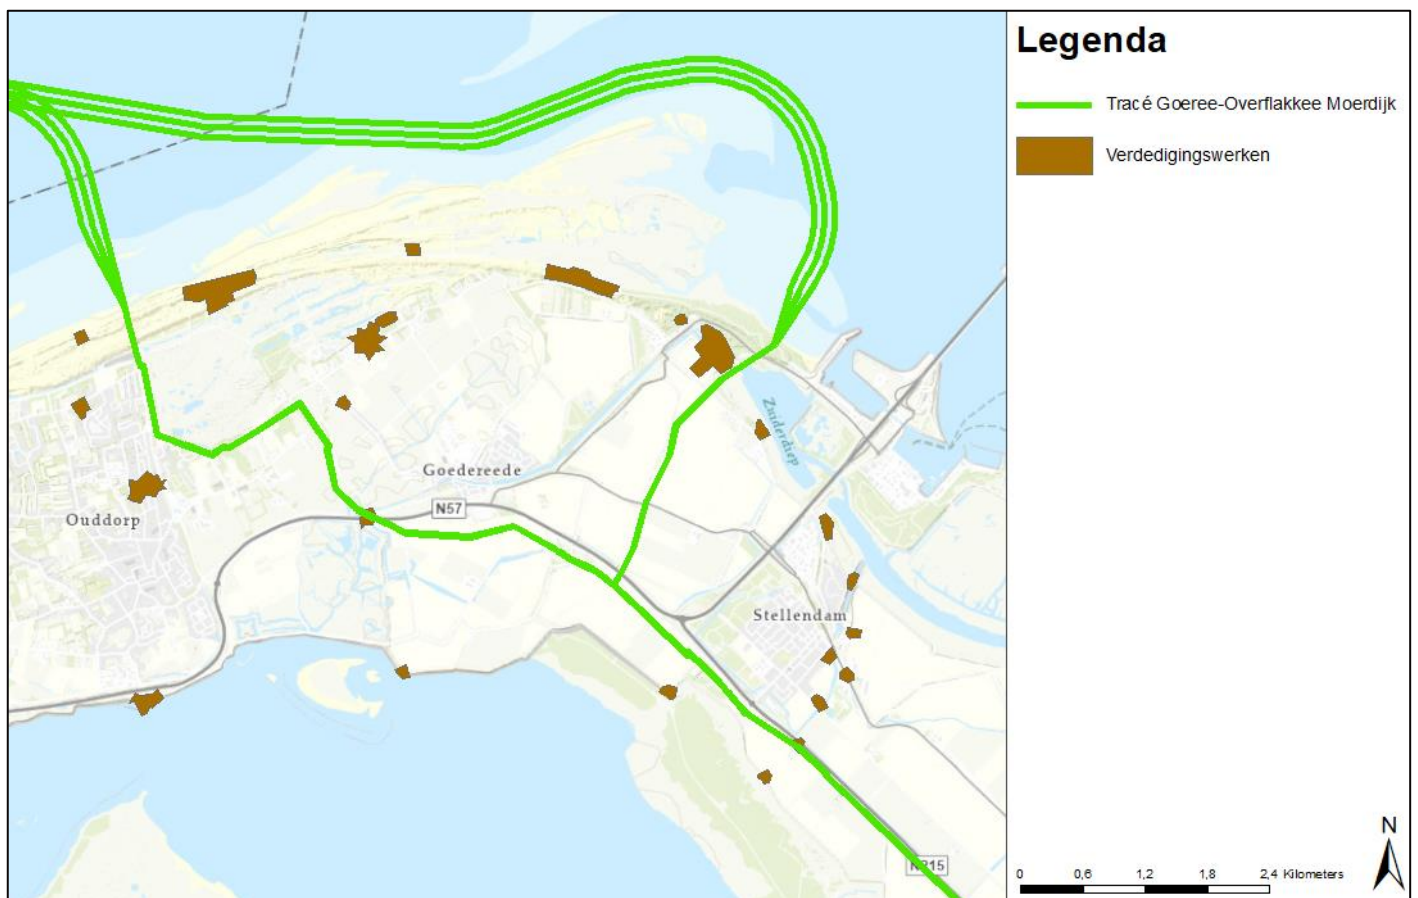 Legenda
Tracé Goeree-Overflakkee Moerdijk
Verdedigingswerken
Zuiderdiep
Goedereede
N57
Ouddorp
Stellendam
N215
N
0 0,6 1,2 1,8 2,4 Kilometers